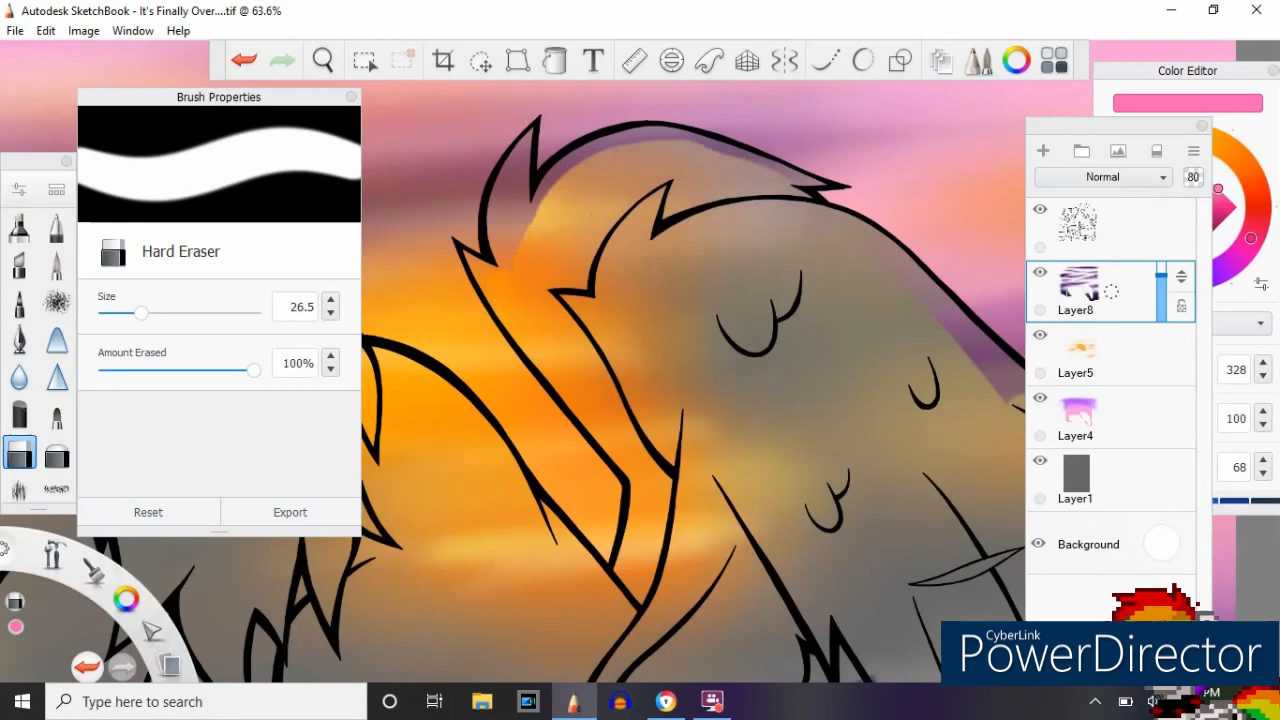 Autodesk SketchBook - It's Finally Over....tif @ 63.6%
File Edit Image Window Help
T
Brush Properties
Color Editor
Normal
80
Hard Eraser
Size
26.5
Amount Erased
100%
Reset
Export
Layer8
Layer5
Layer4
Layer1
Background
328
100
68
CyberLink
PowerDirector
Type here to search
PM